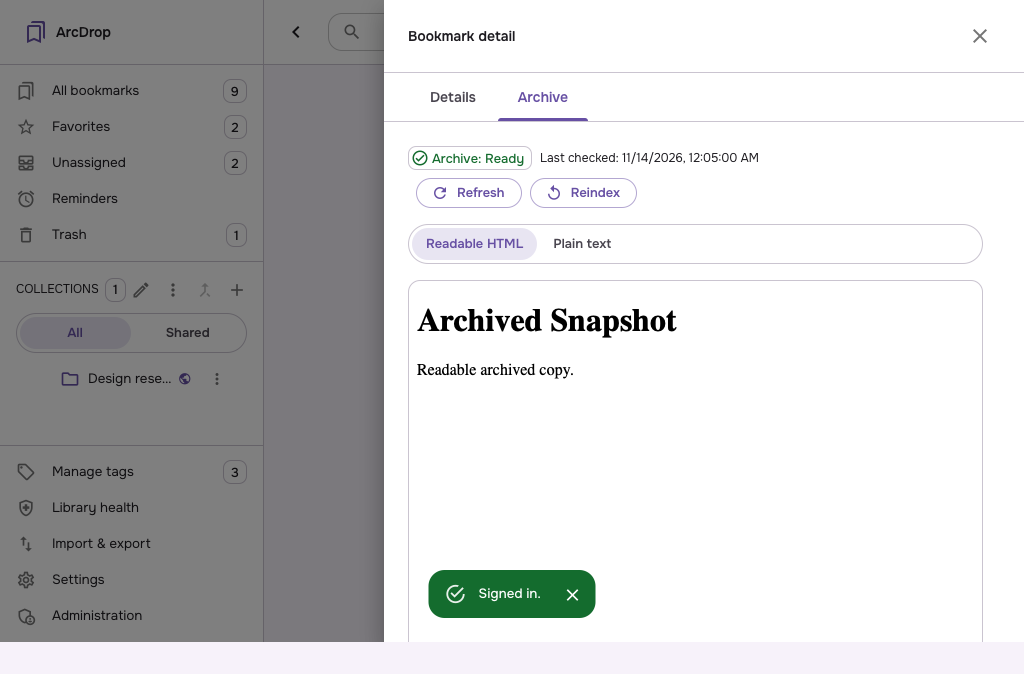 ArcDrop
All bookmarks 9
Favorites 2
Unassigned 2
Reminders
Trash 1
COLLECTIONS 1
All Shared
Design rese...
Manage tags 3
Library health
Import & export
Settings
Administration
Bookmark detail
Details Archive
Archive: Ready Last checked: 11/14/2026, 12:05:00 AM
Refresh Reindex
Readable HTML Plain text
Archived Snapshot
Readable archived copy.
Signed in.